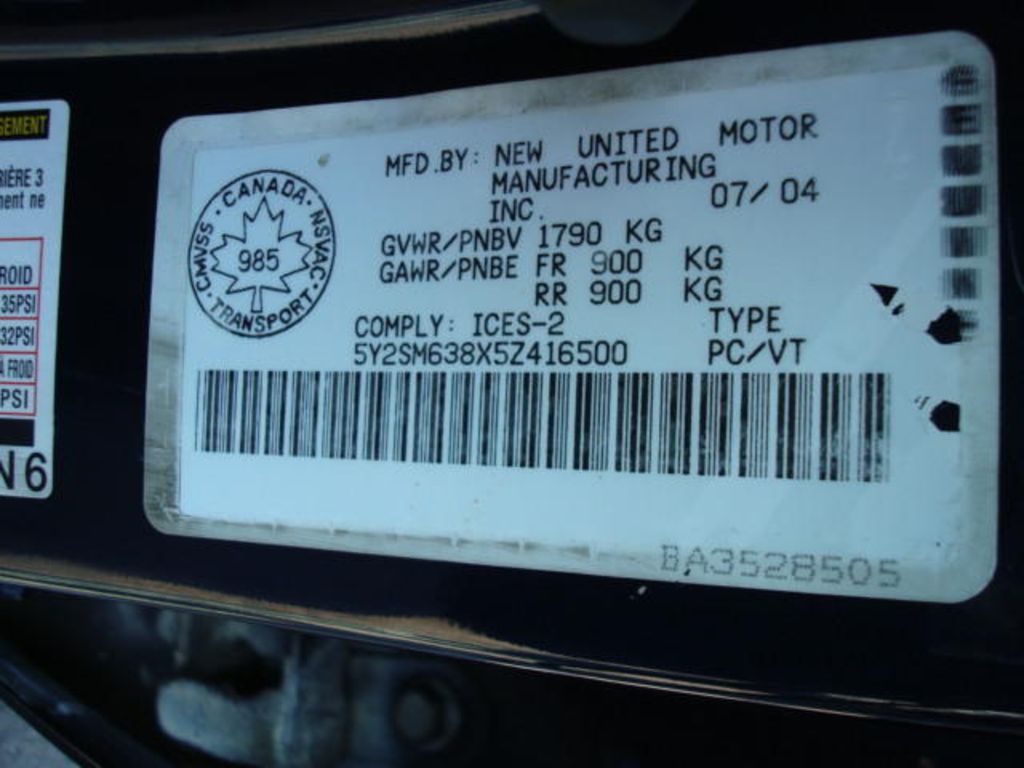 GEMENT
RIÈRE 3
ment ne
ROID
35PSI
32PSI
À FROID
PSI
N6
CANADA · NSVAC · TRANSPORT · CMVSS ·
985
MFD.BY: NEW UNITED MOTOR
MANUFACTURING
INC. 07/04
GVWR/PNBV 1790 KG
GAWR/PNBE FR 900 KG
RR 900 KG
COMPLY: ICES-2 TYPE
5Y2SM638X5Z416500 PC/VT
BA3528505